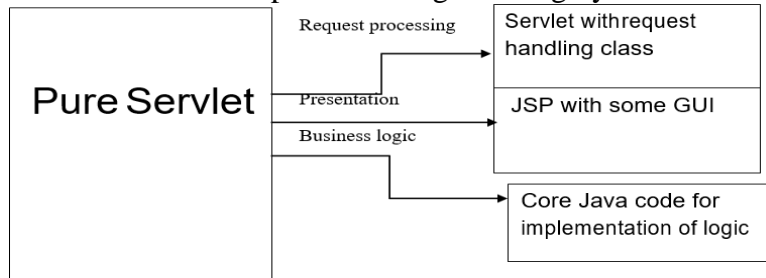 Request processing
Servlet withrequest
handling class
Pure Servlet
Presentation
JSP with some GUI
Business logic
Core Java code for
implementation of logic